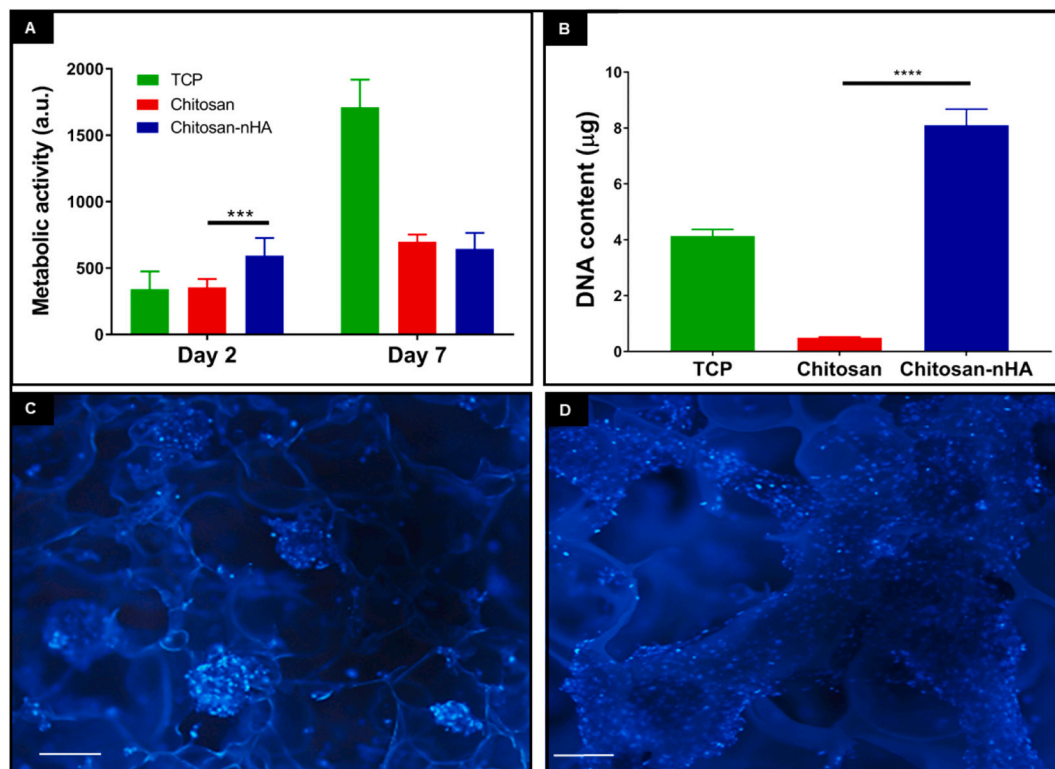 A
Metabolic activity (a.u.)
2000
1500
1000
500
0
TCP
Chitosan
Chitosan-nHA
***
Day 2
Day 7
B
DNA content (μg)
10
8
6
4
2
0
****
TCP
Chitosan
Chitosan-nHA
C
D